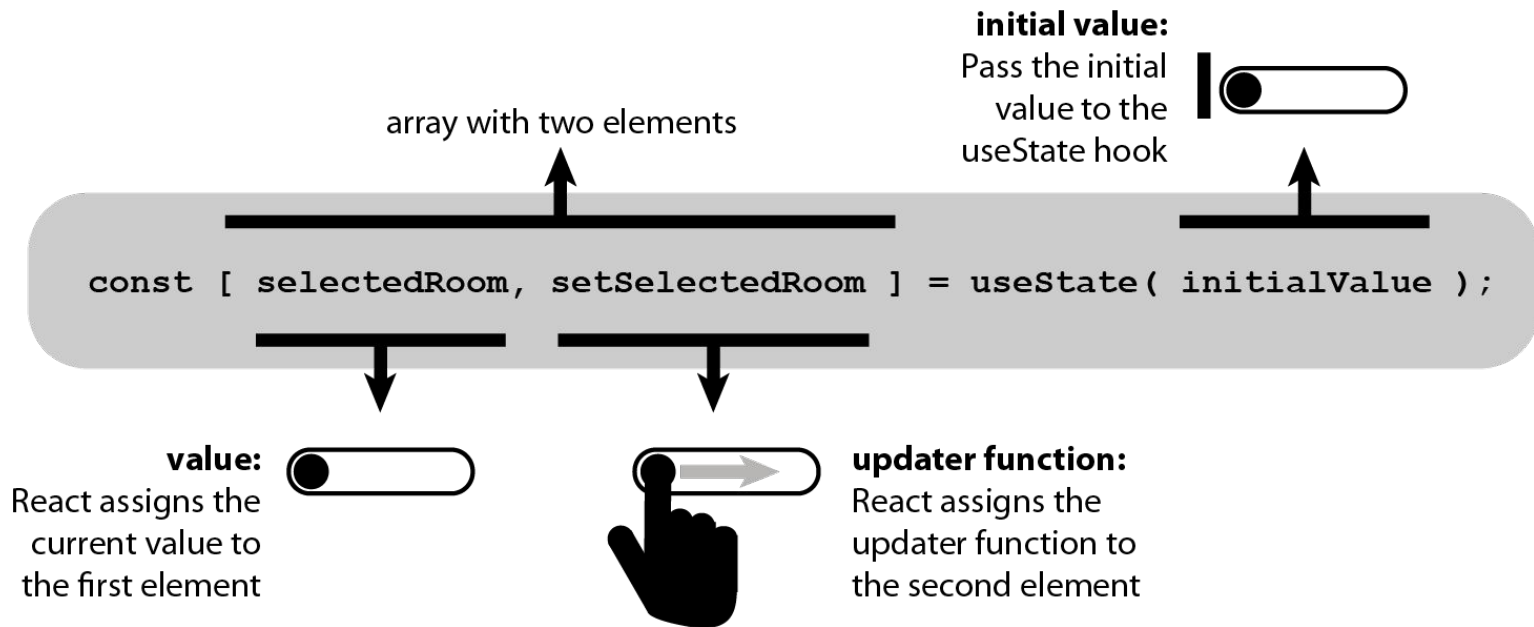 initial value:
Pass the initial
value to the
useState hook
array with two elements
const [ selectedRoom, setSelectedRoom ] = useState( initialValue );
value:
React assigns the
current value to
the first element
updater function:
React assigns the
updater function to
the second element